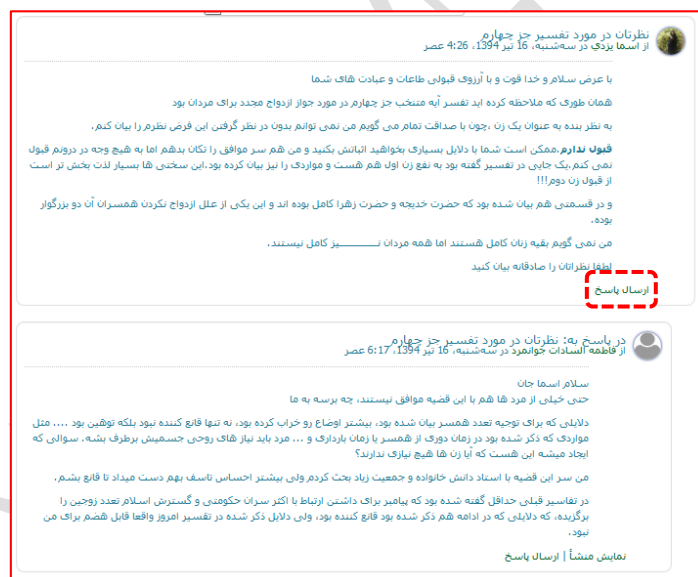 نظرتان در مورد تفسیر جز چهارم
از اسما یزدي در سه‌شنبه، 16 تیر 1394، 4:26 عصر
با عرض سلام و خدا قوت و با آرزوی قبولی طاعات و عبادت های شما
همان طوری که ملاحظه کرده اید تفسر آیه متنخب جز چهارم در مورد جواز ازدواج مجدد برای مردان بود
به نظر بنده به عنوان یک زن ،چون با صداقت تمام می گویم من نمی توانم بدون در نظر گرفتن این فرض نظرم را بیان کنم.
قبول ندارم.ممکن است شما با دلایل بسیاری بخواهید اثباتش بکنید و من هم سر موافق را تکان بدهم اما به هیچ وجه در درونم قبول
نمی کنم.یک جایی در تفسیر گفته بود به نفع زن اول هم هست و مواردی را نیز بیان کرده بود.این سختی ها بسیار لذت بخش تر است
از قبول زن دوم!!!
و در قسمتی هم بیان شده بود که حضرت خدیجه و حضرت زهرا کامل بوده اند و این یکی از علل ازدواج نکردن همسران آن دو بزرگوار
بوده.
من نمی گویم بقیه زنان کامل هستند اما همه مردان نـــــــــیز کامل نیستند.
لطفا نظراتان را صادقانه بیان کنید
ارسال پاسخ
در پاسخ به: نظرتان در مورد تفسیر جز چهارم
از فاطمه السادات جوانمرد در سه‌شنبه، 16 تیر 1394، 6:17 عصر
سلام اسما جان
حتی خیلی از مرد ها هم با این قضیه موافق نیستند، چه برسه به ما
دلایلی که برای توجیه تعدد همسر بیان شده بود، بیشتر اوضاع رو خراب کرده بود، نه تنها قانع کننده نبود بلکه توهین بود .... مثل
مواردی که ذکر شده بود در زمان دوری از همسر یا زمان بارداری و ... مرد باید نیاز های روحی جسمیش برطرف بشه. سوالی که
ایجاد میشه این هست که آیا زن ها هیچ نیازی ندارند؟
من سر این قضیه با استاد دانش خانواده و جمعیت زیاد بحث کردم ولی بیشتر احساس تاسف بهم دست میداد تا قانع بشم.
در تفاسیر قبلی حداقل گفته شده بود که پیامبر برای داشتن ارتباط با اکثر سران حکومتی و گسترش اسلام تعدد زوجین را
برگزیده، که دلایلی که در ادامه هم ذکر شده بود قانع کننده بود، ولی دلایل ذکر شده در تفسیر امروز واقعا قابل هضم برای من
نبود.
نمایش منشأ | ارسال پاسخ